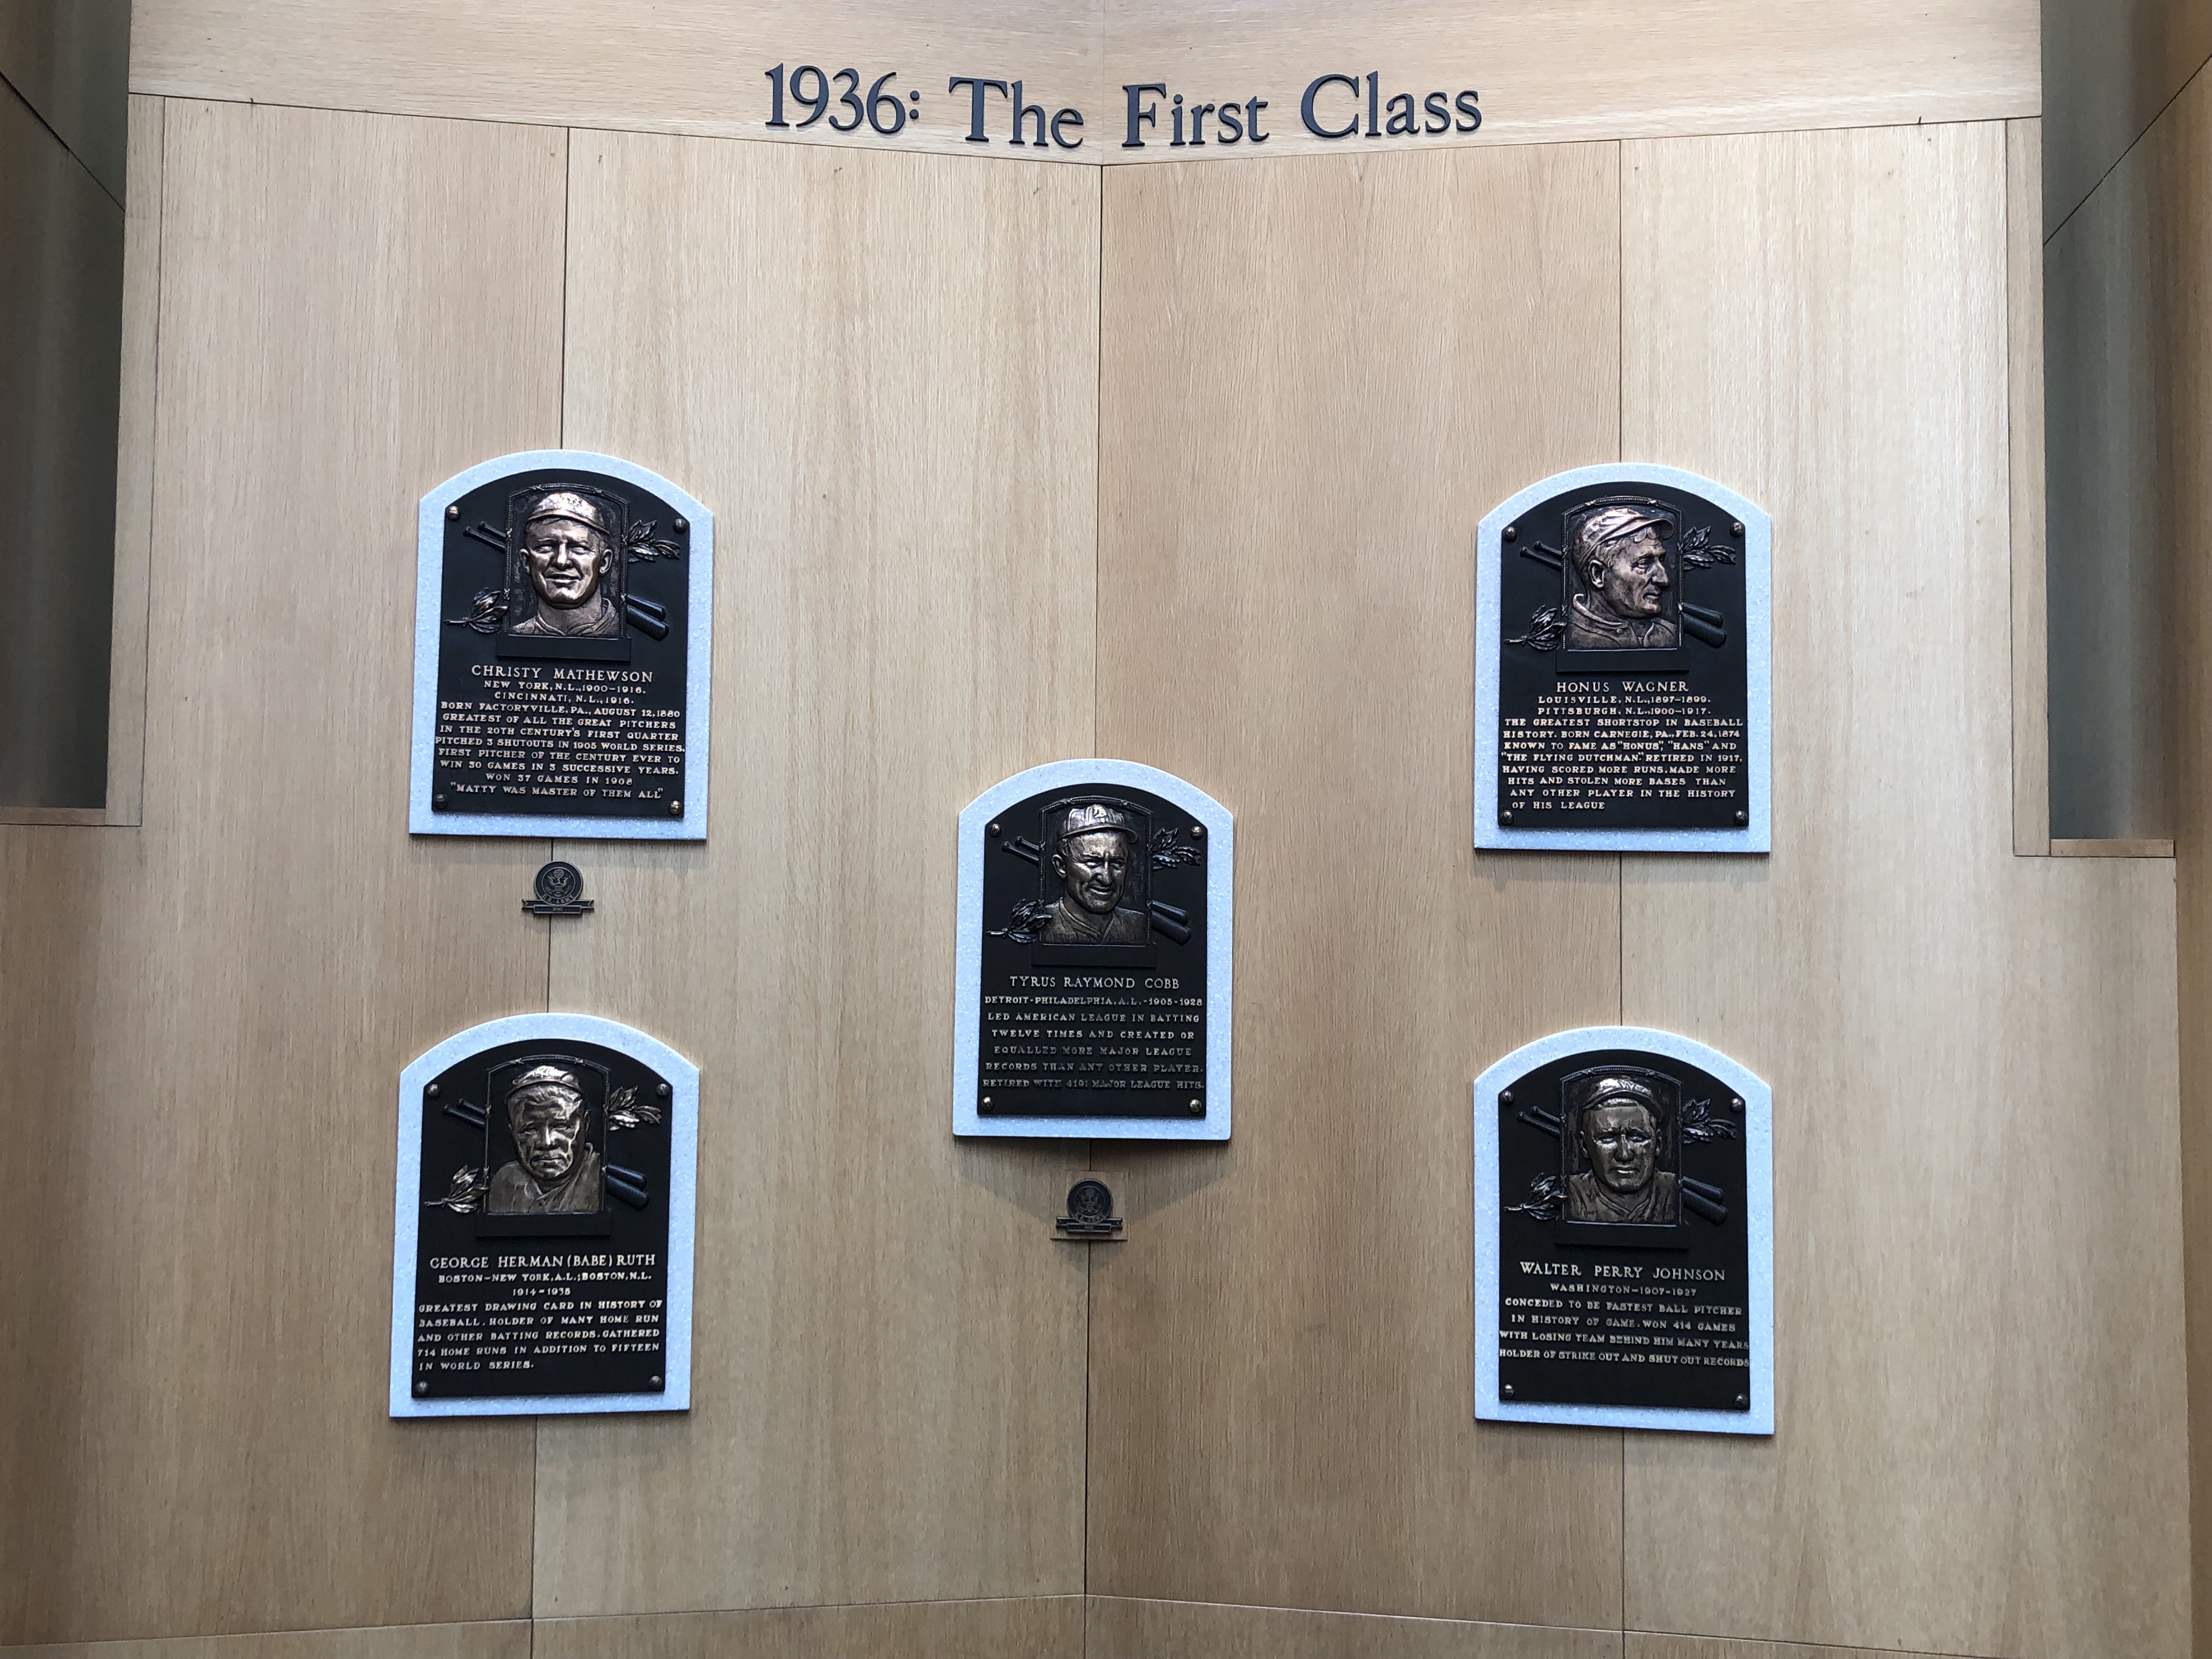 1936: The First Class
CHRISTY MATHEWSON
NEW YORK, N.L., 1900-1916.
CINCINNATI, N.L., 1916.
BORN FACTORYVILLE, PA., AUGUST 12, 1880
GREATEST OF ALL THE GREAT PITCHERS
IN THE 20TH CENTURY'S FIRST QUARTER
PITCHED 3 SHUTOUTS IN 1905 WORLD SERIES.
FIRST PITCHER OF THE CENTURY EVER TO
WIN 30 GAMES IN 3 SUCCESSIVE YEARS.
WON 37 GAMES IN 1908
"MATTY WAS MASTER OF THEM ALL"
HONUS WAGNER
LOUISVILLE, N.L., 1897-1899.
PITTSBURGH, N.L., 1900-1917.
THE GREATEST SHORTSTOP IN BASEBALL
HISTORY. BORN CARNEGIE, PA., FEB. 24, 1874
KNOWN TO FAME AS "HONUS", "HANS" AND
"THE FLYING DUTCHMAN." RETIRED IN 1917,
HAVING SCORED MORE RUNS, MADE MORE
HITS AND STOLEN MORE BASES THAN
ANY OTHER PLAYER IN THE HISTORY
OF HIS LEAGUE
TYRUS RAYMOND COBB
DETROIT-PHILADELPHIA, A.L.-1905-1928
LED AMERICAN LEAGUE IN BATTING
TWELVE TIMES AND CREATED OR
EQUALLED MORE MAJOR LEAGUE
RECORDS THAN ANY OTHER PLAYER.
RETIRED WITH 4191 MAJOR LEAGUE HITS.
GEORGE HERMAN (BABE) RUTH
BOSTON-NEW YORK, A.L.; BOSTON, N.L.
1914-1935
GREATEST DRAWING CARD IN HISTORY OF
BASEBALL. HOLDER OF MANY HOME RUN
AND OTHER BATTING RECORDS. GATHERED
714 HOME RUNS IN ADDITION TO FIFTEEN
IN WORLD SERIES.
WALTER PERRY JOHNSON
WASHINGTON-1907-1927
CONCEDED TO BE FASTEST BALL PITCHER
IN HISTORY OF GAME. WON 414 GAMES
WITH LOSING TEAM BEHIND HIM MANY YEARS
HOLDER OF STRIKE OUT AND SHUT OUT RECORDS